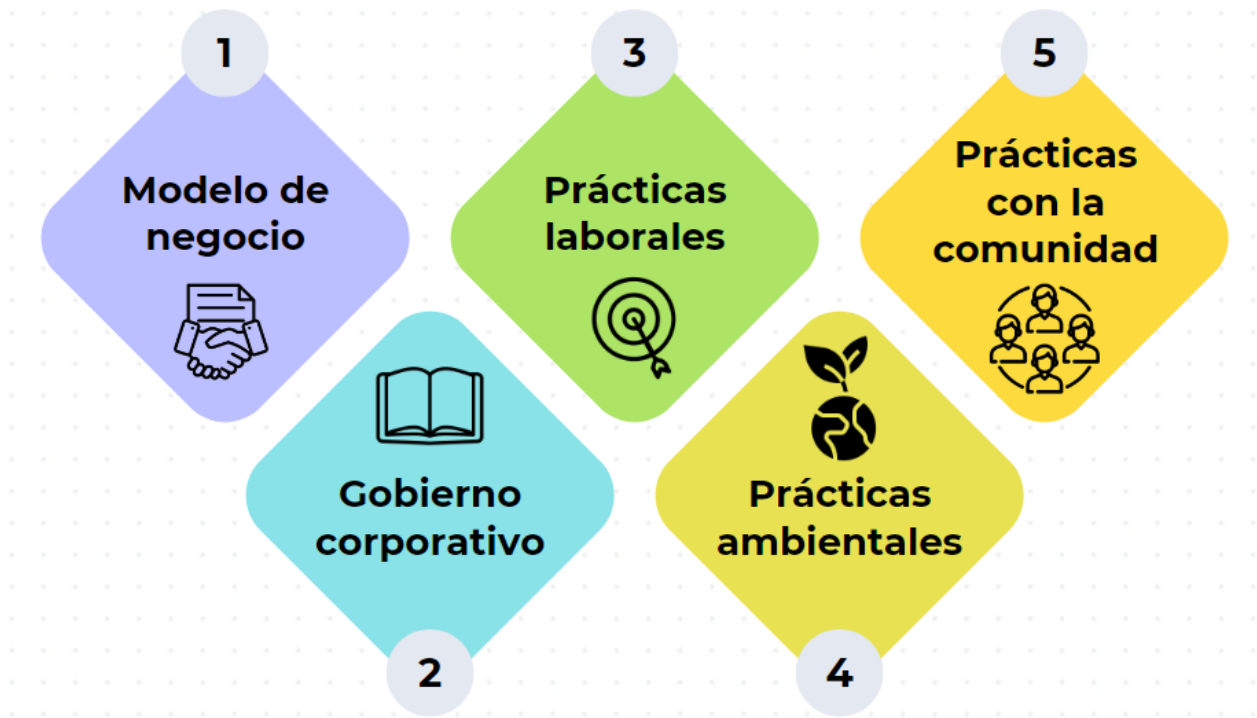 1
Modelo de
negocio
2
Gobierno
corporativo
3
Prácticas
laborales
4
Prácticas
ambientales
5
Prácticas
con la
comunidad